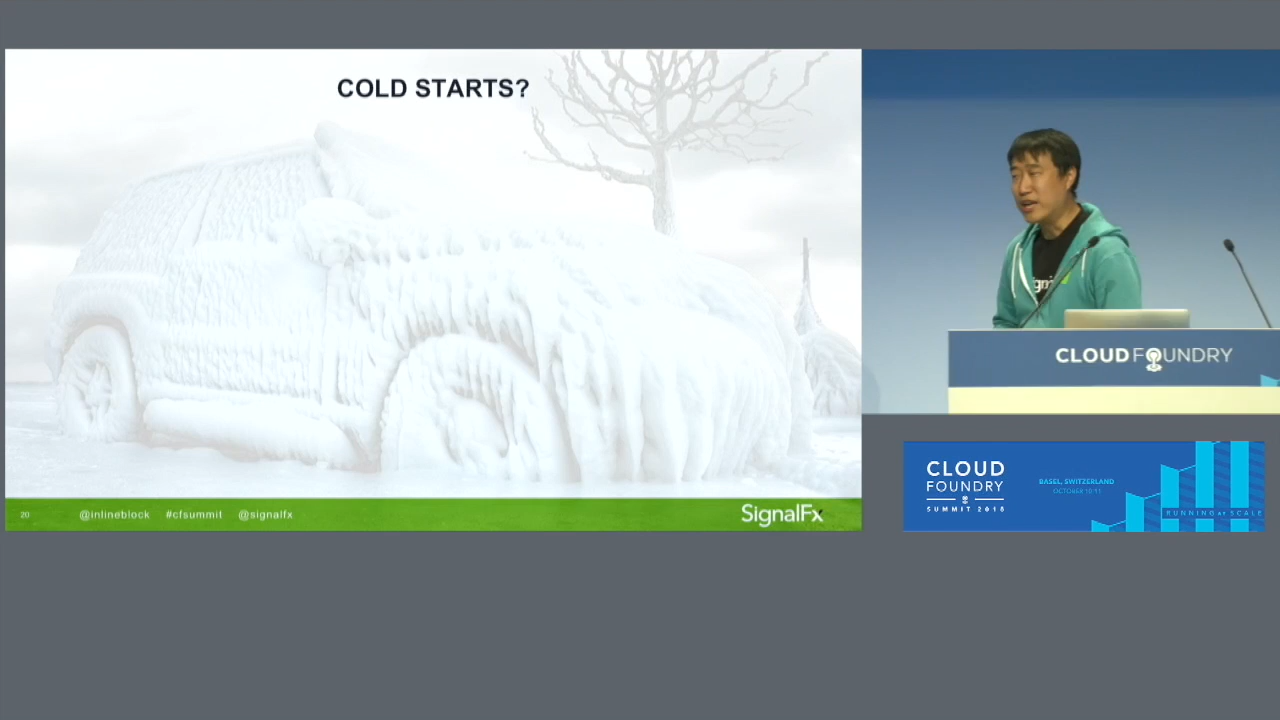 COLD STARTS?
20 @inlineblock #cfsummit @signalfx
SignalFx
CLOUD FOUNDRY
CLOUD
FOUNDRY
SUMMIT 2018
BASEL, SWITZERLAND
OCTOBER 10-11
RUNNING AT SCALE